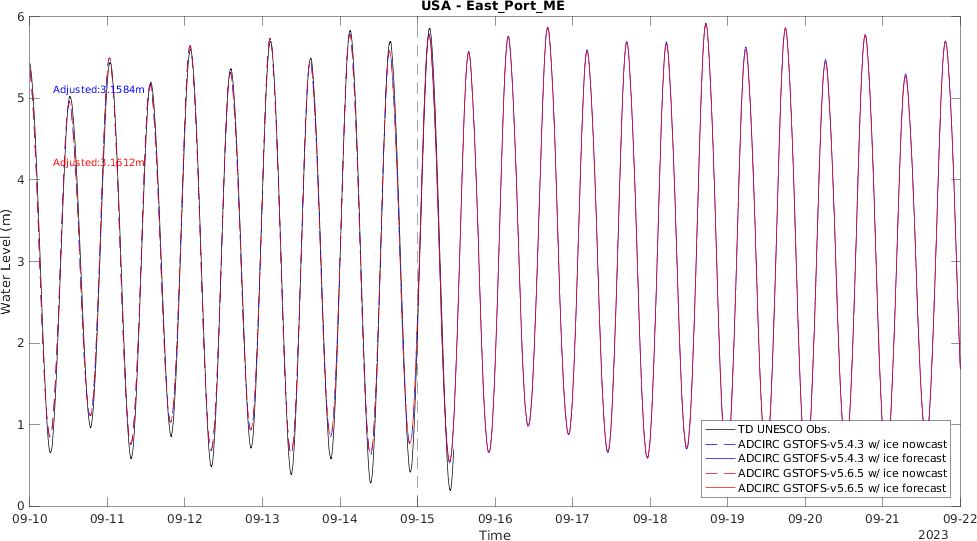 USA - East_Port_ME
6
5
4
3
2
1
0
Water Level (m)
Adjusted:3.1584m
Adjusted:3.1612m
TD UNESCO Obs.
ADCIRC GSTOFS-v5.4.3 w/ ice nowcast
ADCIRC GSTOFS-v5.4.3 w/ ice forecast
ADCIRC GSTOFS-v5.6.5 w/ ice nowcast
ADCIRC GSTOFS-v5.6.5 w/ ice forecast
09-10 09-11 09-12 09-13 09-14 09-15 09-16 09-17 09-18 09-19 09-20 09-21 09-22
Time
2023